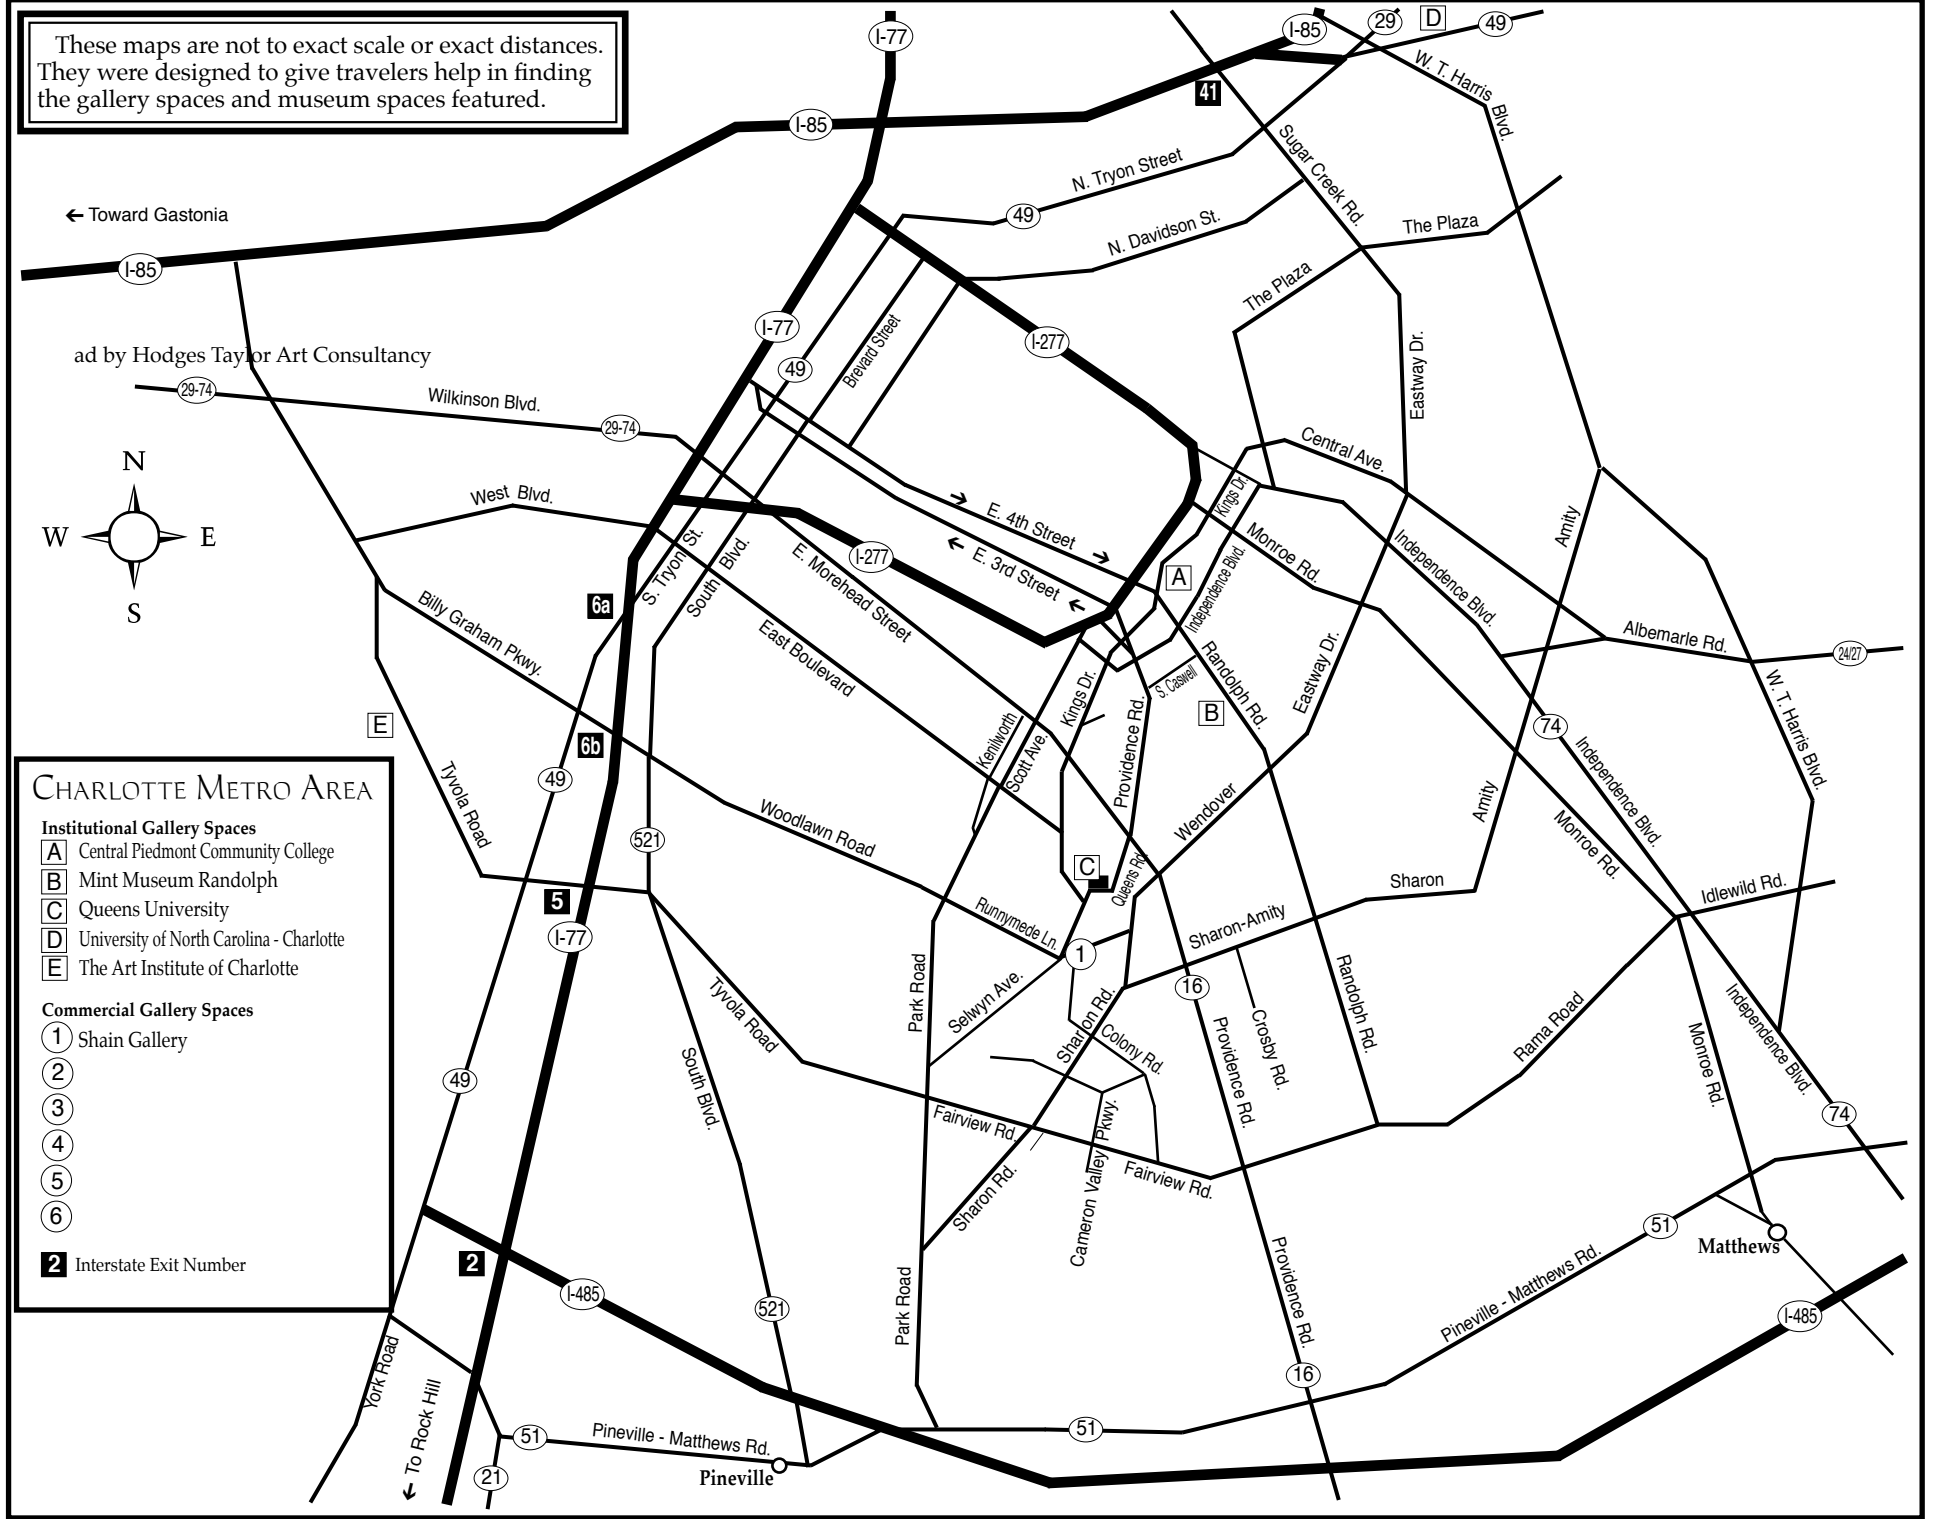 These maps are not to exact scale or exact distances.
They were designed to give travelers help in finding
the gallery spaces and museum spaces featured.
I-77
I-85
29
D
49
W. T. Harris
Blvd.
41
I-85
Sugar Creek Rd.
N. Tryon Street
49
← Toward Gastonia
N. Davidson St.
The Plaza
I-85
The Plaza
I-77
I-277
Eastway Dr.
Brevard Street
49
ad by Hodges Taylor Art Consultancy
29-74
Wilkinson Blvd.
29-74
Central Ave.
N
W
E
S
West Blvd.
Kings Dr.
E. 4th Street
E. 3rd Street
Monroe Rd.
Independence Blvd.
Amity
I-277
S. Tryon St.
South Blvd.
E. Morehead Street
A
Independence Blvd.
6a
Billy Graham Pkwy.
East Boulevard
Albemarle Rd.
24/27
Randolph Rd.
S. Caswell
Eastway Dr.
W. T. Harris Blvd.
E
Kings Dr.
B
Kenilworth
Scott Ave.
Providence Rd.
74
6b
Independence Blvd.
49
Tyvola Road
Woodlawn Road
521
Wendover
Amity
Monroe Rd.
C
Queens Rd.
Sharon
Idlewild Rd.
5
I-77
Runnymede Ln.
Sharon-Amity
1
Park Road
Selwyn Ave.
16
Tyvola Road
Sharon Rd.
Colony Rd.
Crosby Rd.
Randolph Rd.
Providence Rd.
Rama Road
Monroe Rd.
Independence Blvd.
49
South Blvd.
74
Fairview Rd.
Cameron Valley Pkwy.
Fairview Rd.
Sharon Rd.
51
Matthews
2
I-485
521
Park Road
Providence Rd.
Pineville - Matthews Rd.
I-485
York Road
← To Rock Hill
16
51
Pineville - Matthews Rd.
51
Pineville
21
CHARLOTTE METRO AREA
Institutional Gallery Spaces
A Central Piedmont Community College
B Mint Museum Randolph
C Queens University
D University of North Carolina - Charlotte
E The Art Institute of Charlotte
Commercial Gallery Spaces
1 Shain Gallery
2
3
4
5
6
2 Interstate Exit Number